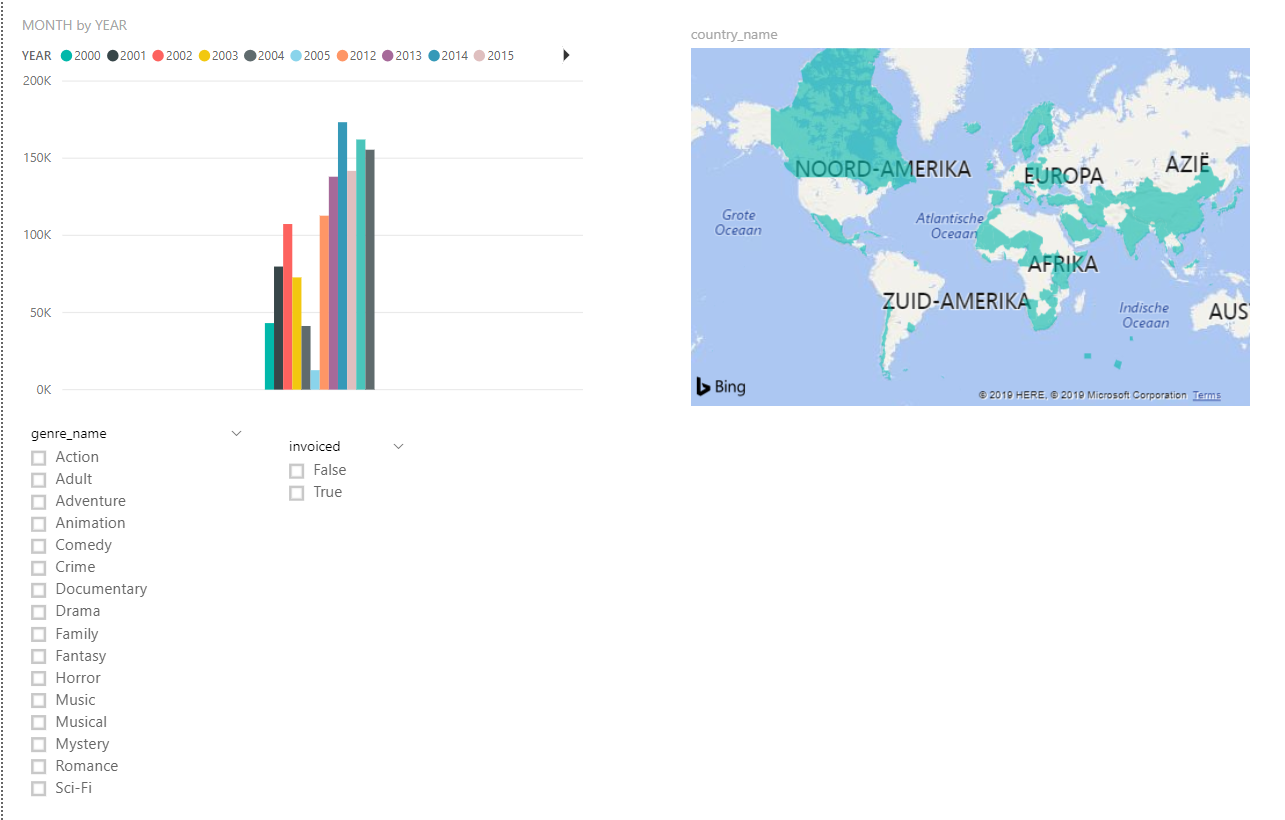 MONTH by YEAR
YEAR 2000 2001 2002 2003 2004 2005 2012 2013 2014 2015
200K
150K
100K
50K
0K
country_name
NOORD-AMERIKA
EUROPA
AZIË
Grote
Oceaan
Atlantische
Oceaan
AFRIKA
ZUID-AMERIKA
Indische
Oceaan
AUS
Bing
© 2019 HERE, © 2019 Microsoft Corporation Terms
genre_name
Action
Adult
Adventure
Animation
Comedy
Crime
Documentary
Drama
Family
Fantasy
Horror
Music
Musical
Mystery
Romance
Sci-Fi
invoiced
False
True